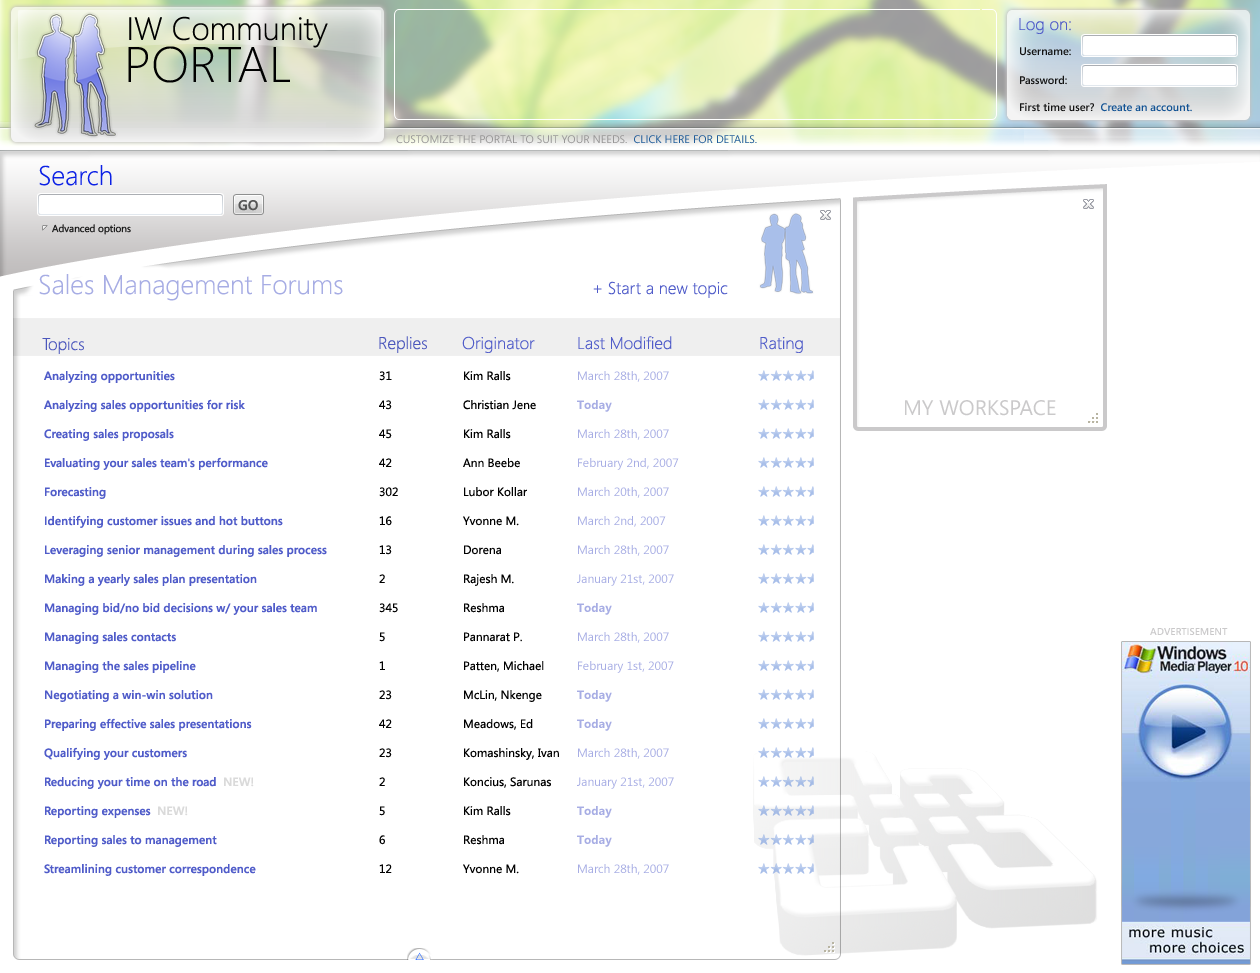 IW Community
PORTAL
Log on:
Username:
Password:
First time user? Create an account.
CUSTOMIZE THE PORTAL TO SUIT YOUR NEEDS. CLICK HERE FOR DETAILS.
Search
GO
Advanced options
Sales Management Forums
+ Start a new topic
Topics Replies Originator Last Modified Rating
Analyzing opportunities 31 Kim Ralls March 28th, 2007
Analyzing sales opportunities for risk 43 Christian Jene Today
Creating sales proposals 45 Kim Ralls March 28th, 2007
Evaluating your sales team's performance 42 Ann Beebe February 2nd, 2007
Forecasting 302 Lubor Kollar March 20th, 2007
Identifying customer issues and hot buttons 16 Yvonne M. March 2nd, 2007
Leveraging senior management during sales process 13 Dorena March 28th, 2007
Making a yearly sales plan presentation 2 Rajesh M. January 21st, 2007
Managing bid/no bid decisions w/ your sales team 345 Reshma Today
Managing sales contacts 5 Pannarat P. March 28th, 2007
Managing the sales pipeline 1 Patten, Michael February 1st, 2007
Negotiating a win-win solution 23 McLin, Nkenge Today
Preparing effective sales presentations 42 Meadows, Ed Today
Qualifying your customers 23 Komashinsky, Ivan March 28th, 2007
Reducing your time on the road NEW! 2 Koncius, Sarunas January 21st, 2007
Reporting expenses NEW! 5 Kim Ralls Today
Reporting sales to management 6 Reshma Today
Streamlining customer correspondence 12 Yvonne M. March 28th, 2007
MY WORKSPACE
ADVERTISEMENT
Windows
Media Player 10
more music
more choices